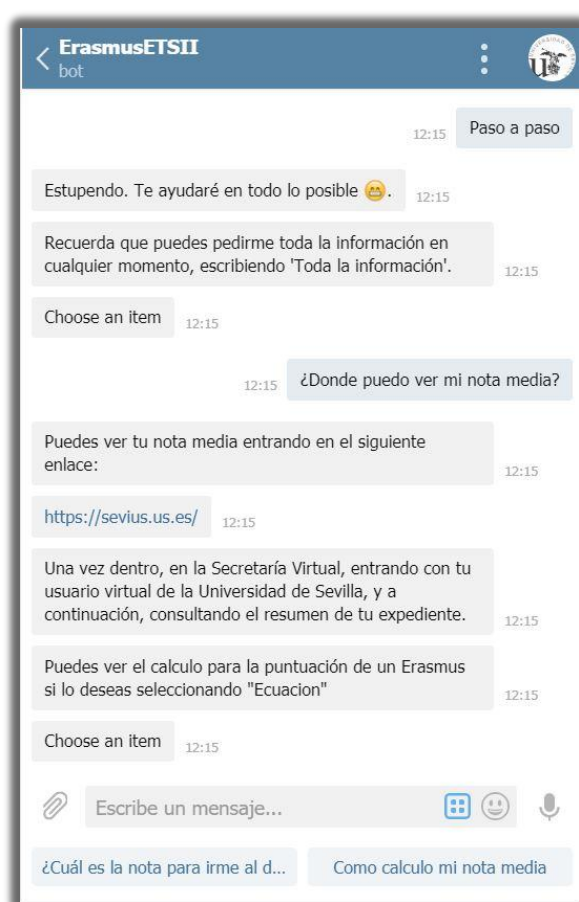 ErasmusETSII
bot
12:15 Paso a paso
Estupendo. Te ayudaré en todo lo posible 😁. 12:15
Recuerda que puedes pedirme toda la información en
cualquier momento, escribiendo 'Toda la información'. 12:15
Choose an item 12:15
12:15 ¿Donde puedo ver mi nota media?
Puedes ver tu nota media entrando en el siguiente
enlace: 12:15
https://sevius.us.es/ 12:15
Una vez dentro, en la Secretaría Virtual, entrando con tu
usuario virtual de la Universidad de Sevilla, y a
continuación, consultando el resumen de tu expediente. 12:15
Puedes ver el calculo para la puntuación de un Erasmus
si lo deseas seleccionando "Ecuacion" 12:15
Choose an item 12:15
Escribe un mensaje...
¿Cuál es la nota para irme al d... Como calculo mi nota media